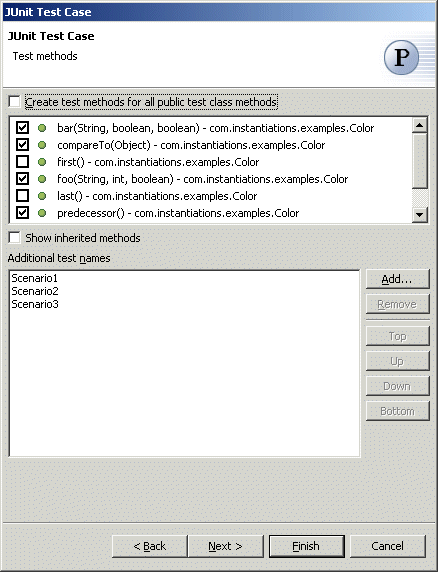 JUnit Test Case
JUnit Test Case
Test methods
P
Create test methods for all public test class methods
bar(String, boolean, boolean) - com.instantiations.examples.Color
compareTo(Object) - com.instantiations.examples.Color
first() - com.instantiations.examples.Color
foo(String, int, boolean) - com.instantiations.examples.Color
last() - com.instantiations.examples.Color
predecessor() - com.instantiations.examples.Color
Show inherited methods
Additional test names
Scenario1
Scenario2
Scenario3
Add...
Remove
Top
Up
Down
Bottom
< Back
Next >
Finish
Cancel